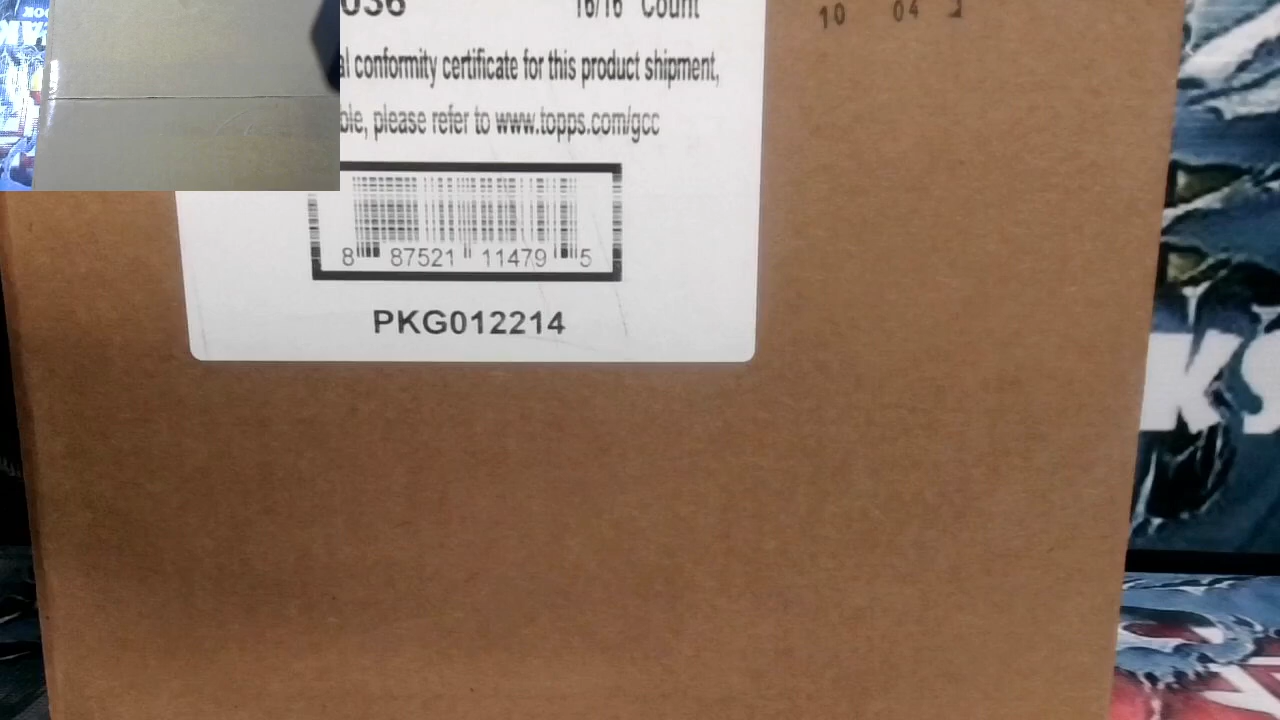 036 16/16 Count
10 04
al conformity certificate for this product shipment,
ble, please refer to www.topps.com/gcc
8 87521 11479 5
PKG012214